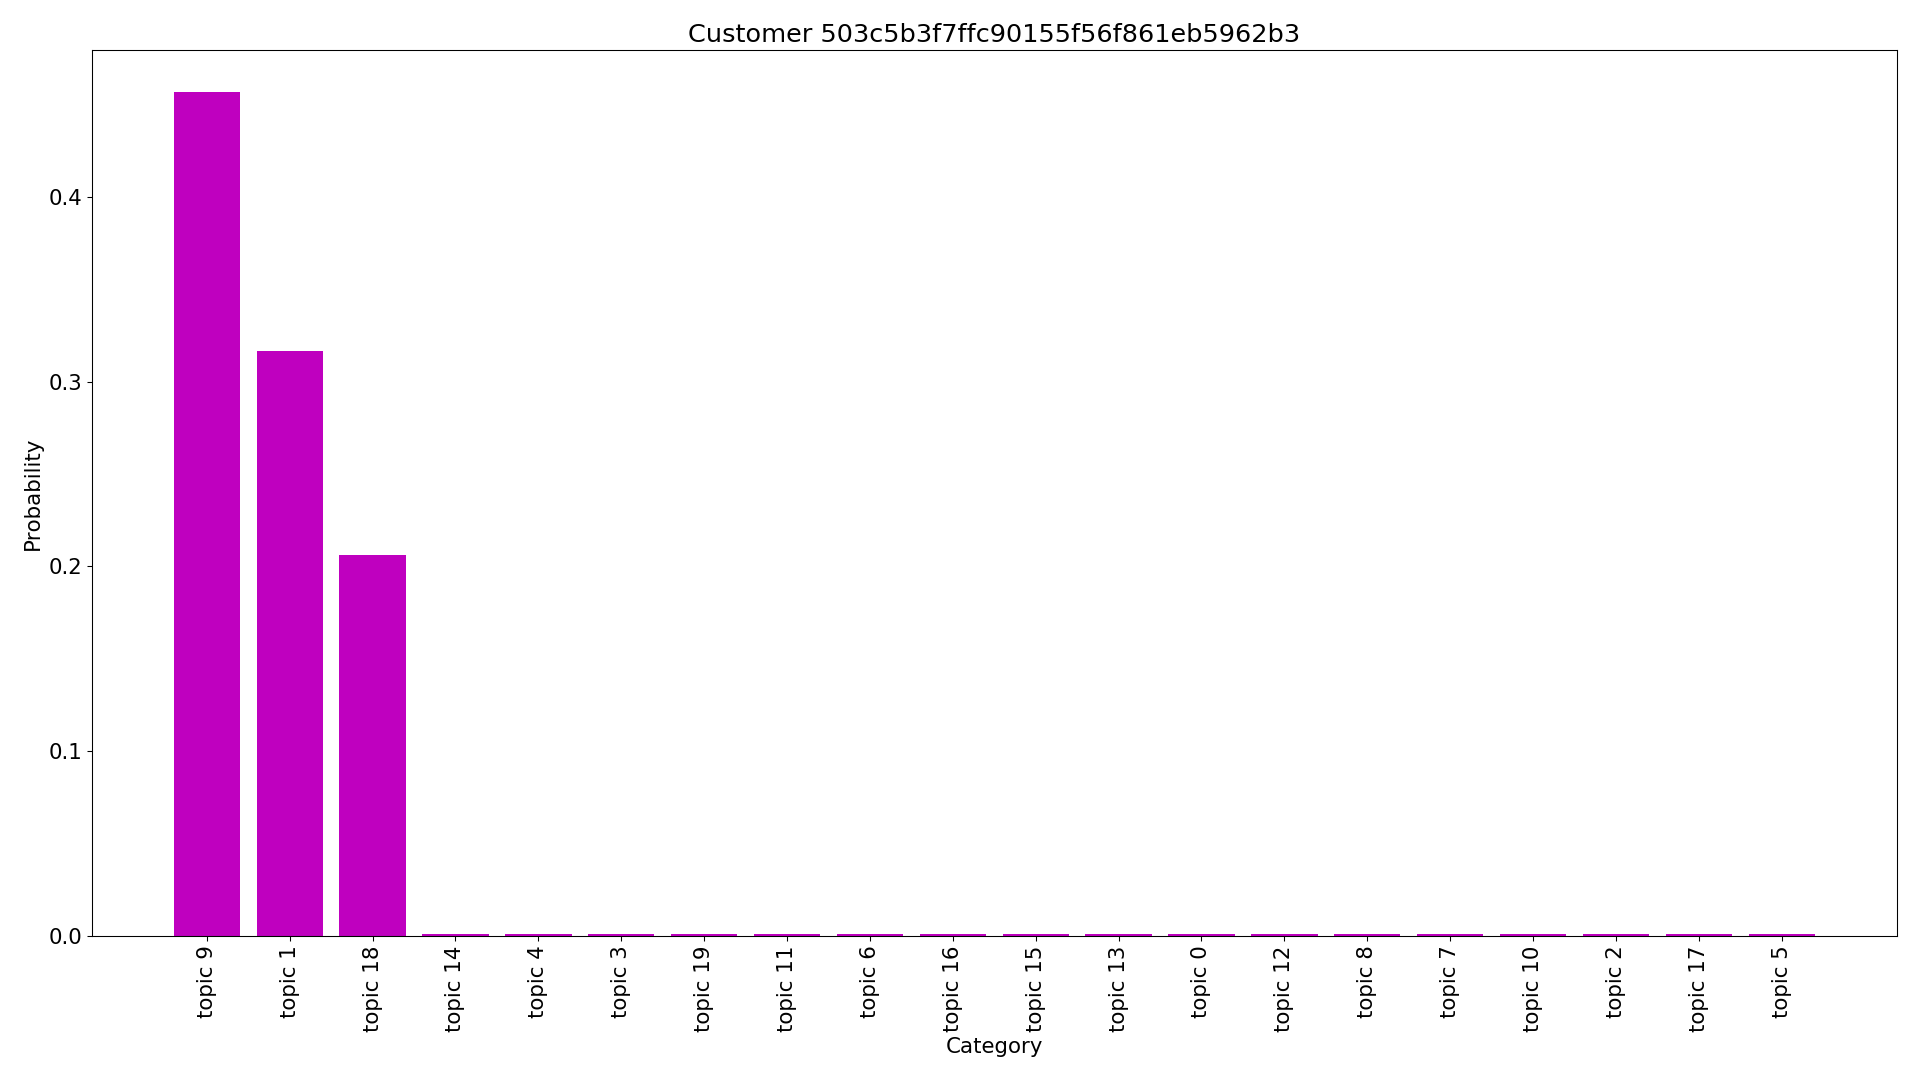 Customer 503c5b3f7ffc90155f56f861eb5962b3
Probability
0.4
0.3
0.2
0.1
0.0
topic 9
topic 1
topic 18
topic 14
topic 4
topic 3
topic 19
topic 11
topic 6
topic 16
topic 15
topic 13
topic 0
topic 12
topic 8
topic 7
topic 10
topic 2
topic 17
topic 5
Category